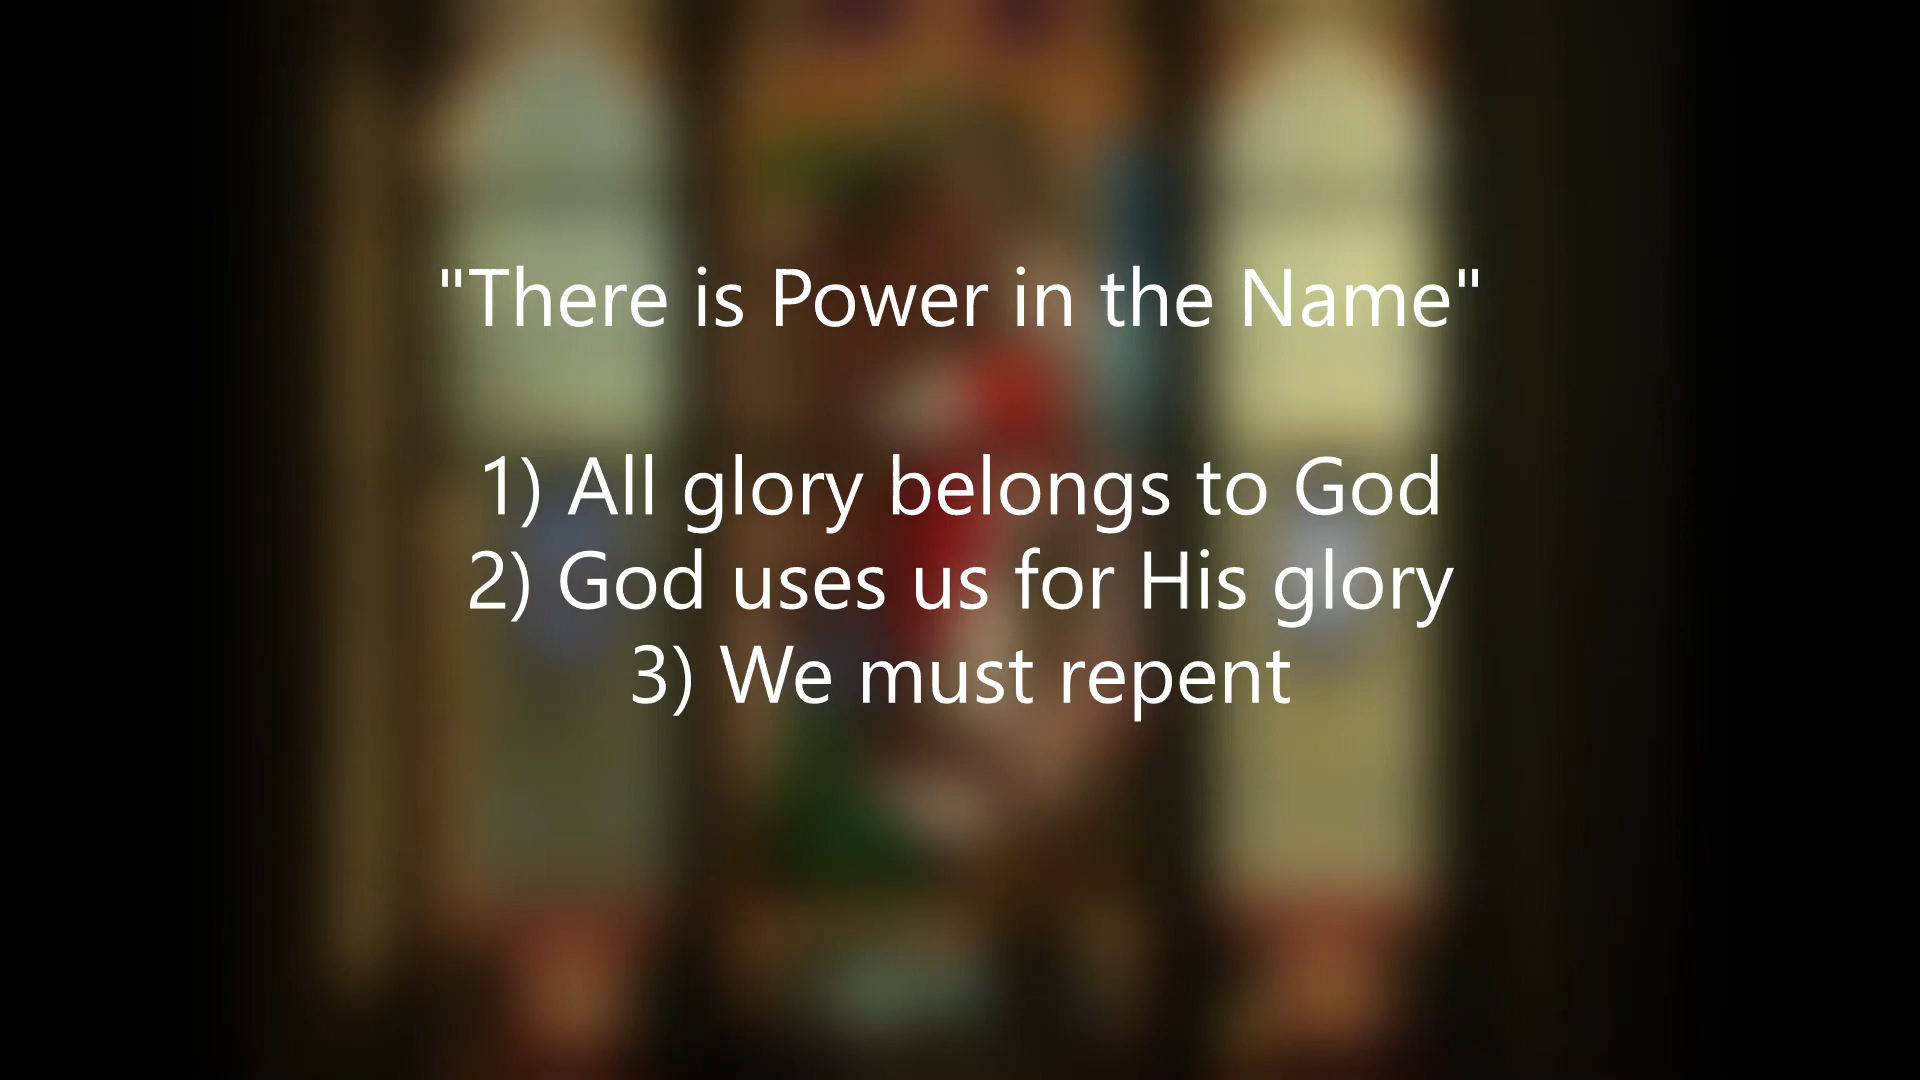 "There is Power in the Name"
1) All glory belongs to God
2) God uses us for His glory
3) We must repent